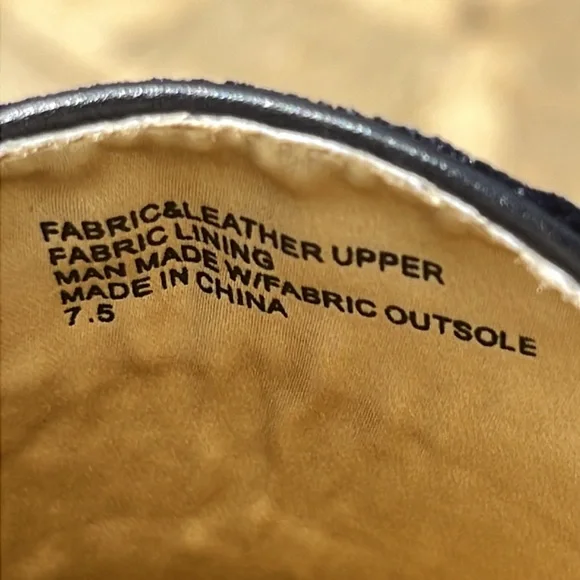 FABRIC&LEATHER UPPER
FABRIC LINING
MAN MADE W/FABRIC OUTSOLE
MADE IN CHINA
7.5